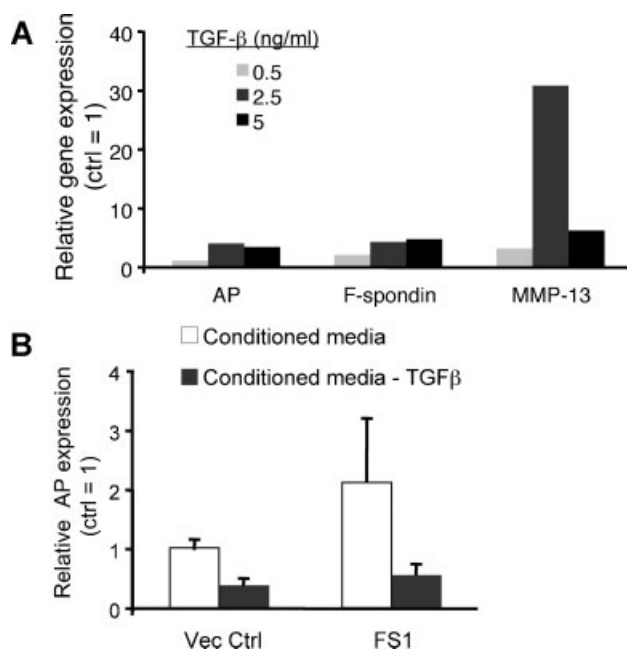 A
TGF-β (ng/ml)
0.5
2.5
5
Relative gene expression
(ctrl = 1)
40
30
20
10
0
AP F-spondin MMP-13
B
Conditioned media
Conditioned media - TGFβ
Relative AP expression
(ctrl = 1)
4
3
2
1
0
Vec Ctrl FS1